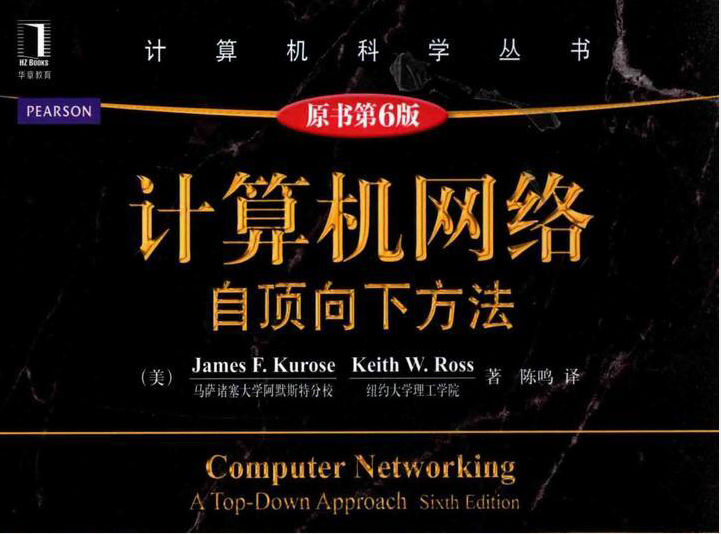 HZ BOOKS
华章教育
计算机科学丛书
PEARSON
原书第6版
计算机网络
自顶向下方法
(美) James F. Kurose Keith W. Ross 著 陈鸣 译
马萨诸塞大学阿默斯特分校 纽约大学理工学院
Computer Networking
A Top-Down Approach Sixth Edition